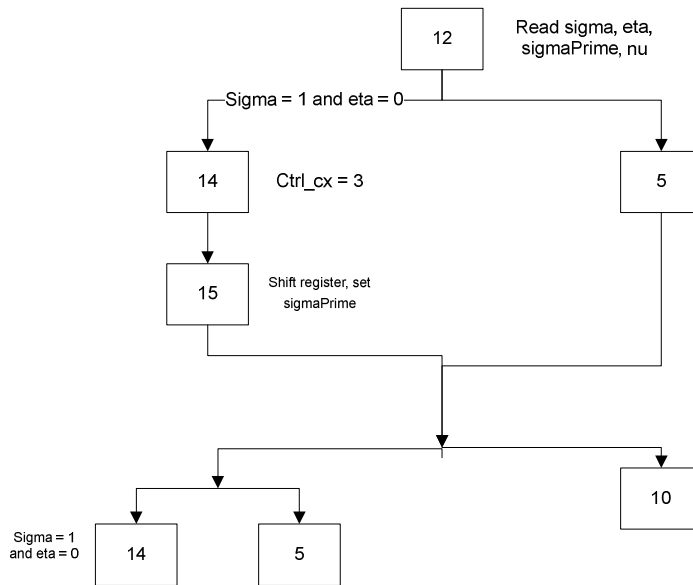 12
Read sigma, eta,
sigmaPrime, nu
Sigma = 1 and eta = 0
14
Ctrl_cx = 3
5
15
Shift register, set
sigmaPrime
10
Sigma = 1
and eta = 0
14
5